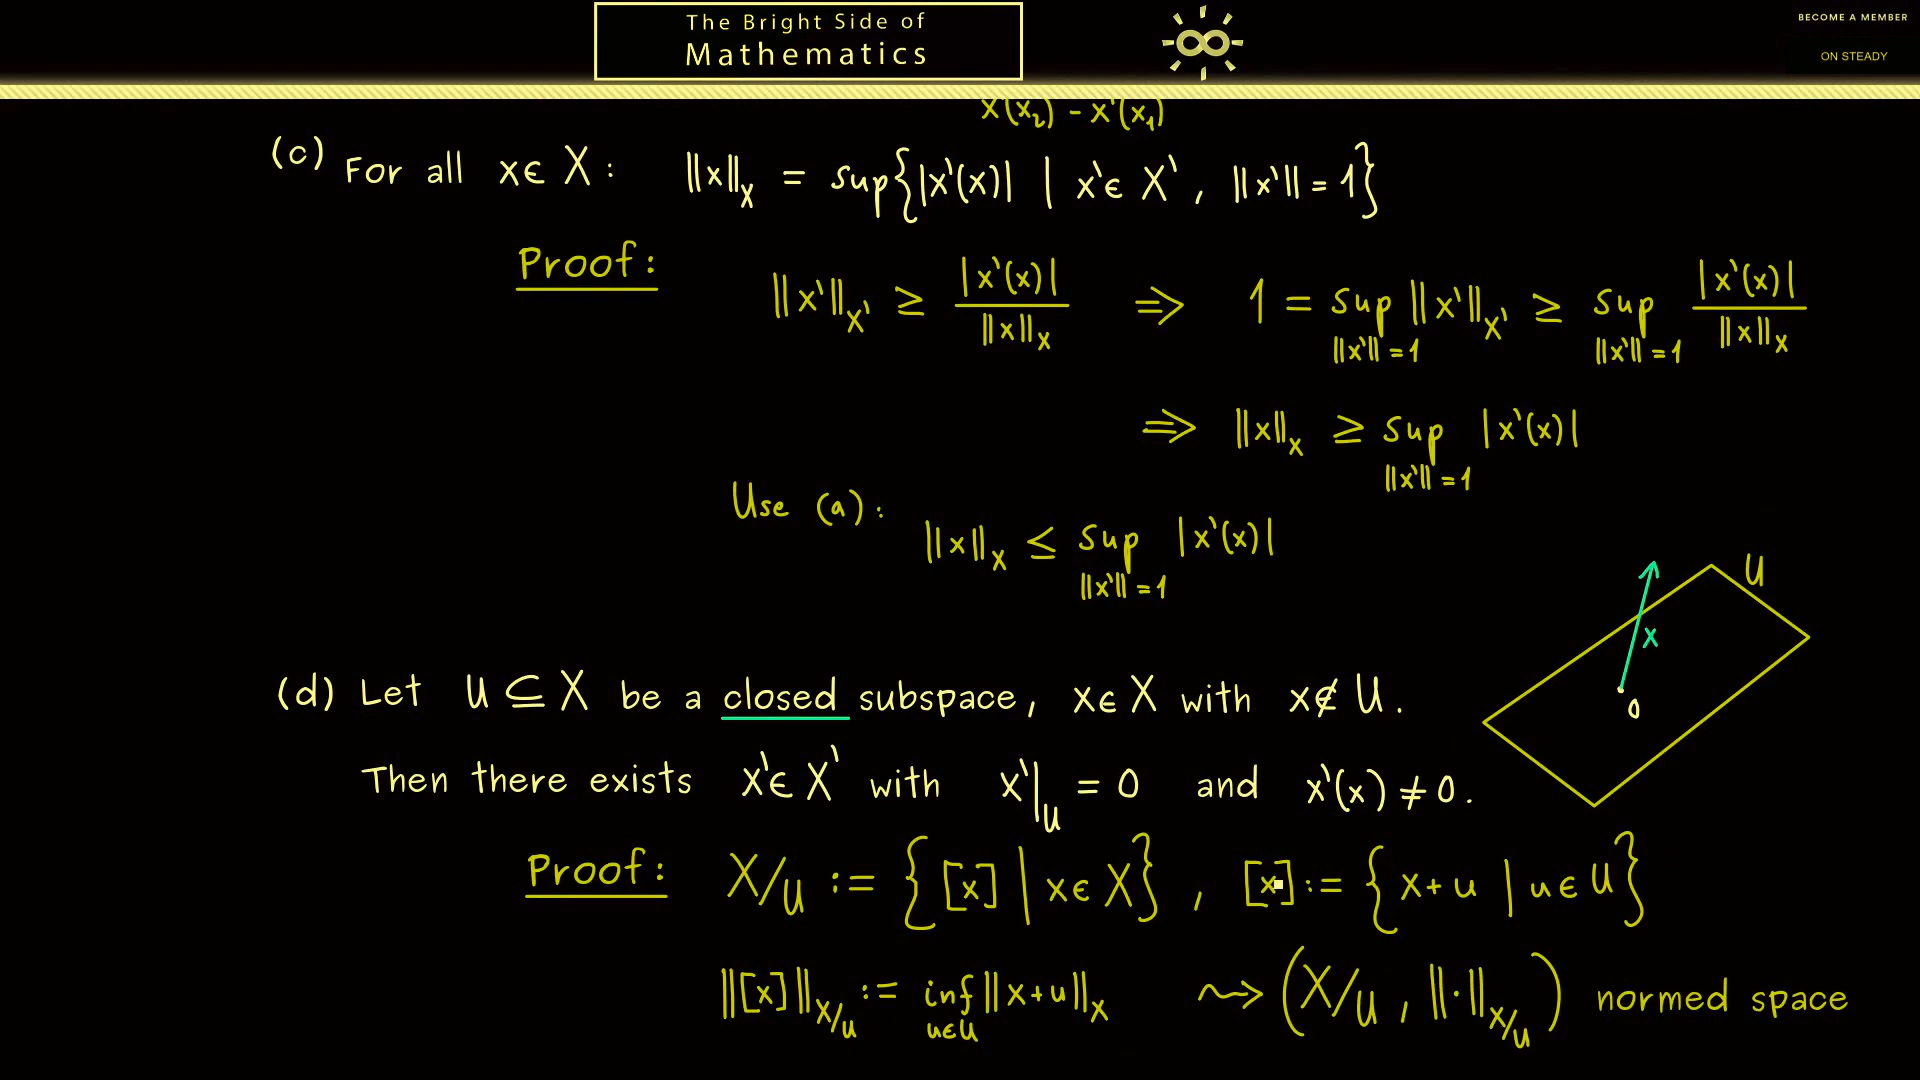 The Bright Side of
Mathematics
BECOME A MEMBER
ON STEADY
x'(x₂) - x'(x₁)
(c) For all x∈X: ‖x‖_X = sup{|x'(x)| | x'∈X', ‖x'‖=1}
Proof: ‖x'‖_X' ≥ |x'(x)| / ‖x‖_X ⇒ 1 = sup_{‖x'‖=1} ‖x'‖_X' ≥ sup_{‖x'‖=1} |x'(x)| / ‖x‖_X
⇒ ‖x‖_X ≥ sup_{‖x'‖=1} |x'(x)|
Use (a): ‖x‖_X ≤ sup_{‖x'‖=1} |x'(x)|
U
x
0
(d) Let U ⊆ X be a closed subspace, x∈X with x∉U.
Then there exists x'∈X' with x'|_U = 0 and x'(x) ≠ 0.
Proof: X/U := {[x] | x∈X}, [x] := {x+u | u∈U}
‖[x]‖_{X/U} := inf_{u∈U} ‖x+u‖_X ⇝ (X/U, ‖·‖_{X/U}) normed space